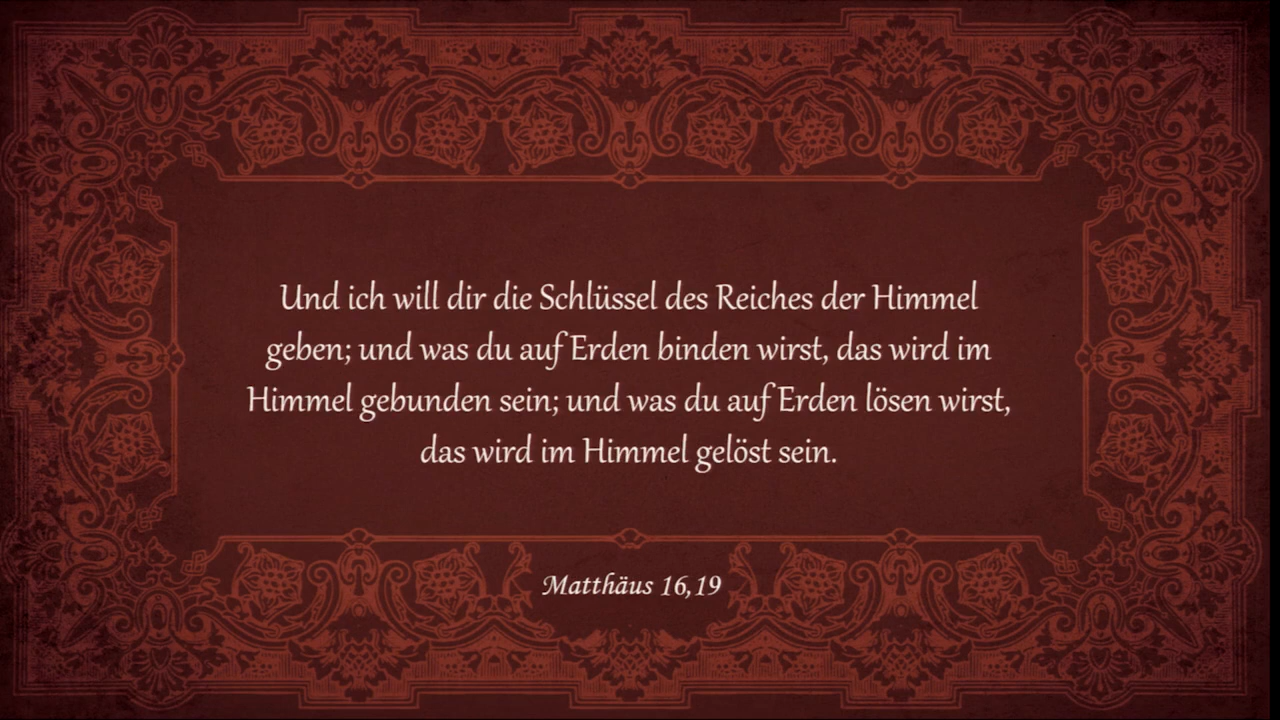 Und ich will dir die Schlüssel des Reiches der Himmel
geben; und was du auf Erden binden wirst, das wird im
Himmel gebunden sein; und was du auf Erden lösen wirst,
das wird im Himmel gelöst sein.
Matthäus 16,19